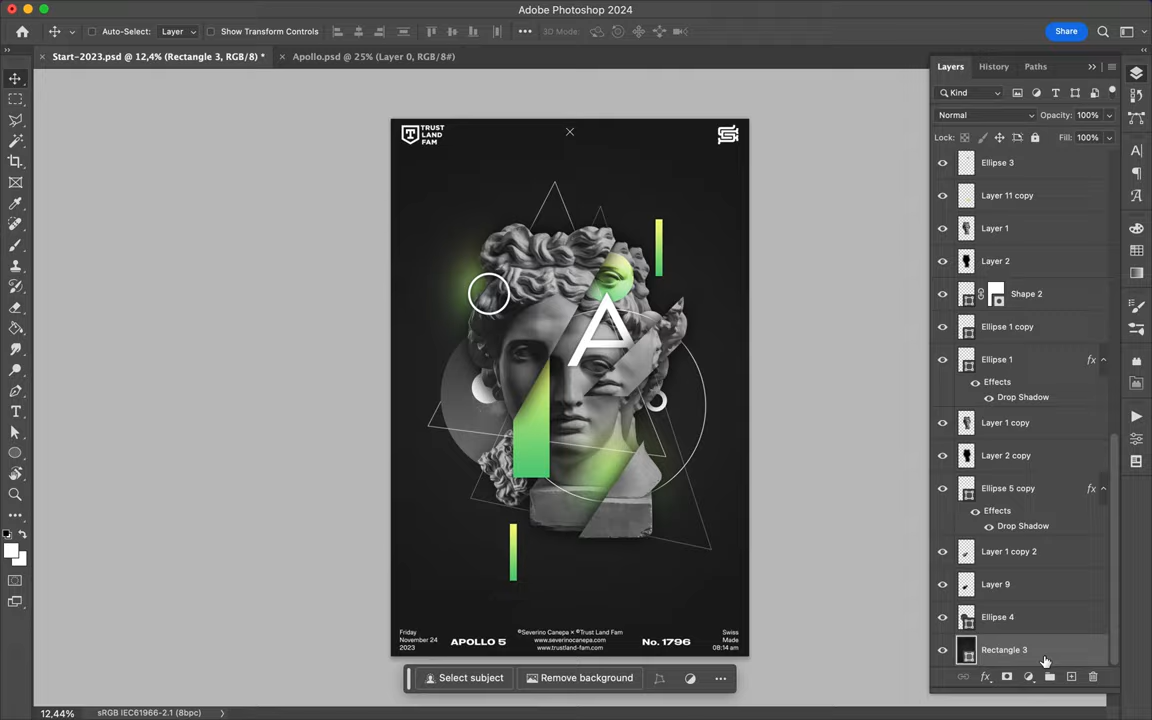 Adobe Photoshop 2024
Auto-Select: Layer Show Transform Controls 3D Mode: Share
Start-2023.psd @ 12,4% (Rectangle 3, RGB/8) * Apollo.psd @ 25% (Layer 0, RGB/8#)
Layers History Paths
Kind
Normal Opacity: 100%
Lock: Fill: 100%
Ellipse 3
Layer 11 copy
Layer 1
Layer 2
Shape 2
Ellipse 1 copy
Ellipse 1 fx
Effects
Drop Shadow
Layer 1 copy
Layer 2 copy
Ellipse 5 copy fx
Effects
Drop Shadow
Layer 1 copy 2
Layer 9
Ellipse 4
Rectangle 3
fx
TRUST
LAND
FAM
A
Friday
November 24
2023
APOLLO 5
©Severino Canepa × ©Trust Land Fam
www.severinocanepa.com
www.trustland-fam.com
No. 1796
Swiss
Made
08:14 am
Select subject Remove background
12,44% sRGB IEC61966-2.1 (8bpc)